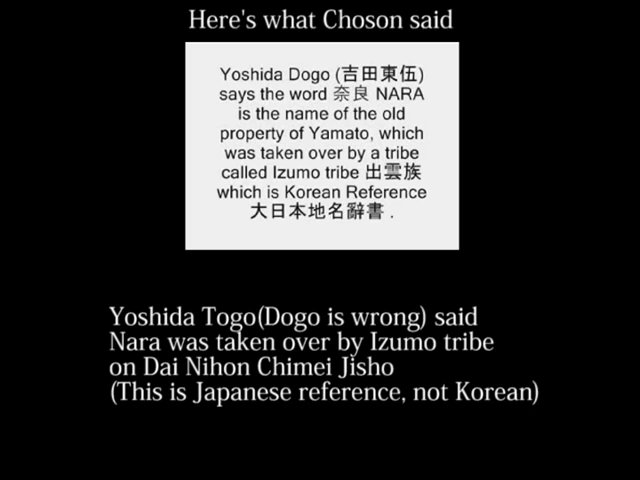 Here's what Choson said
Yoshida Dogo (吉田東伍)
says the word 奈良 NARA
is the name of the old
property of Yamato, which
was taken over by a tribe
called Izumo tribe 出雲族
which is Korean Reference
大日本地名辭書 .
Yoshida Togo(Dogo is wrong) said
Nara was taken over by Izumo tribe
on Dai Nihon Chimei Jisho
(This is Japanese reference, not Korean)